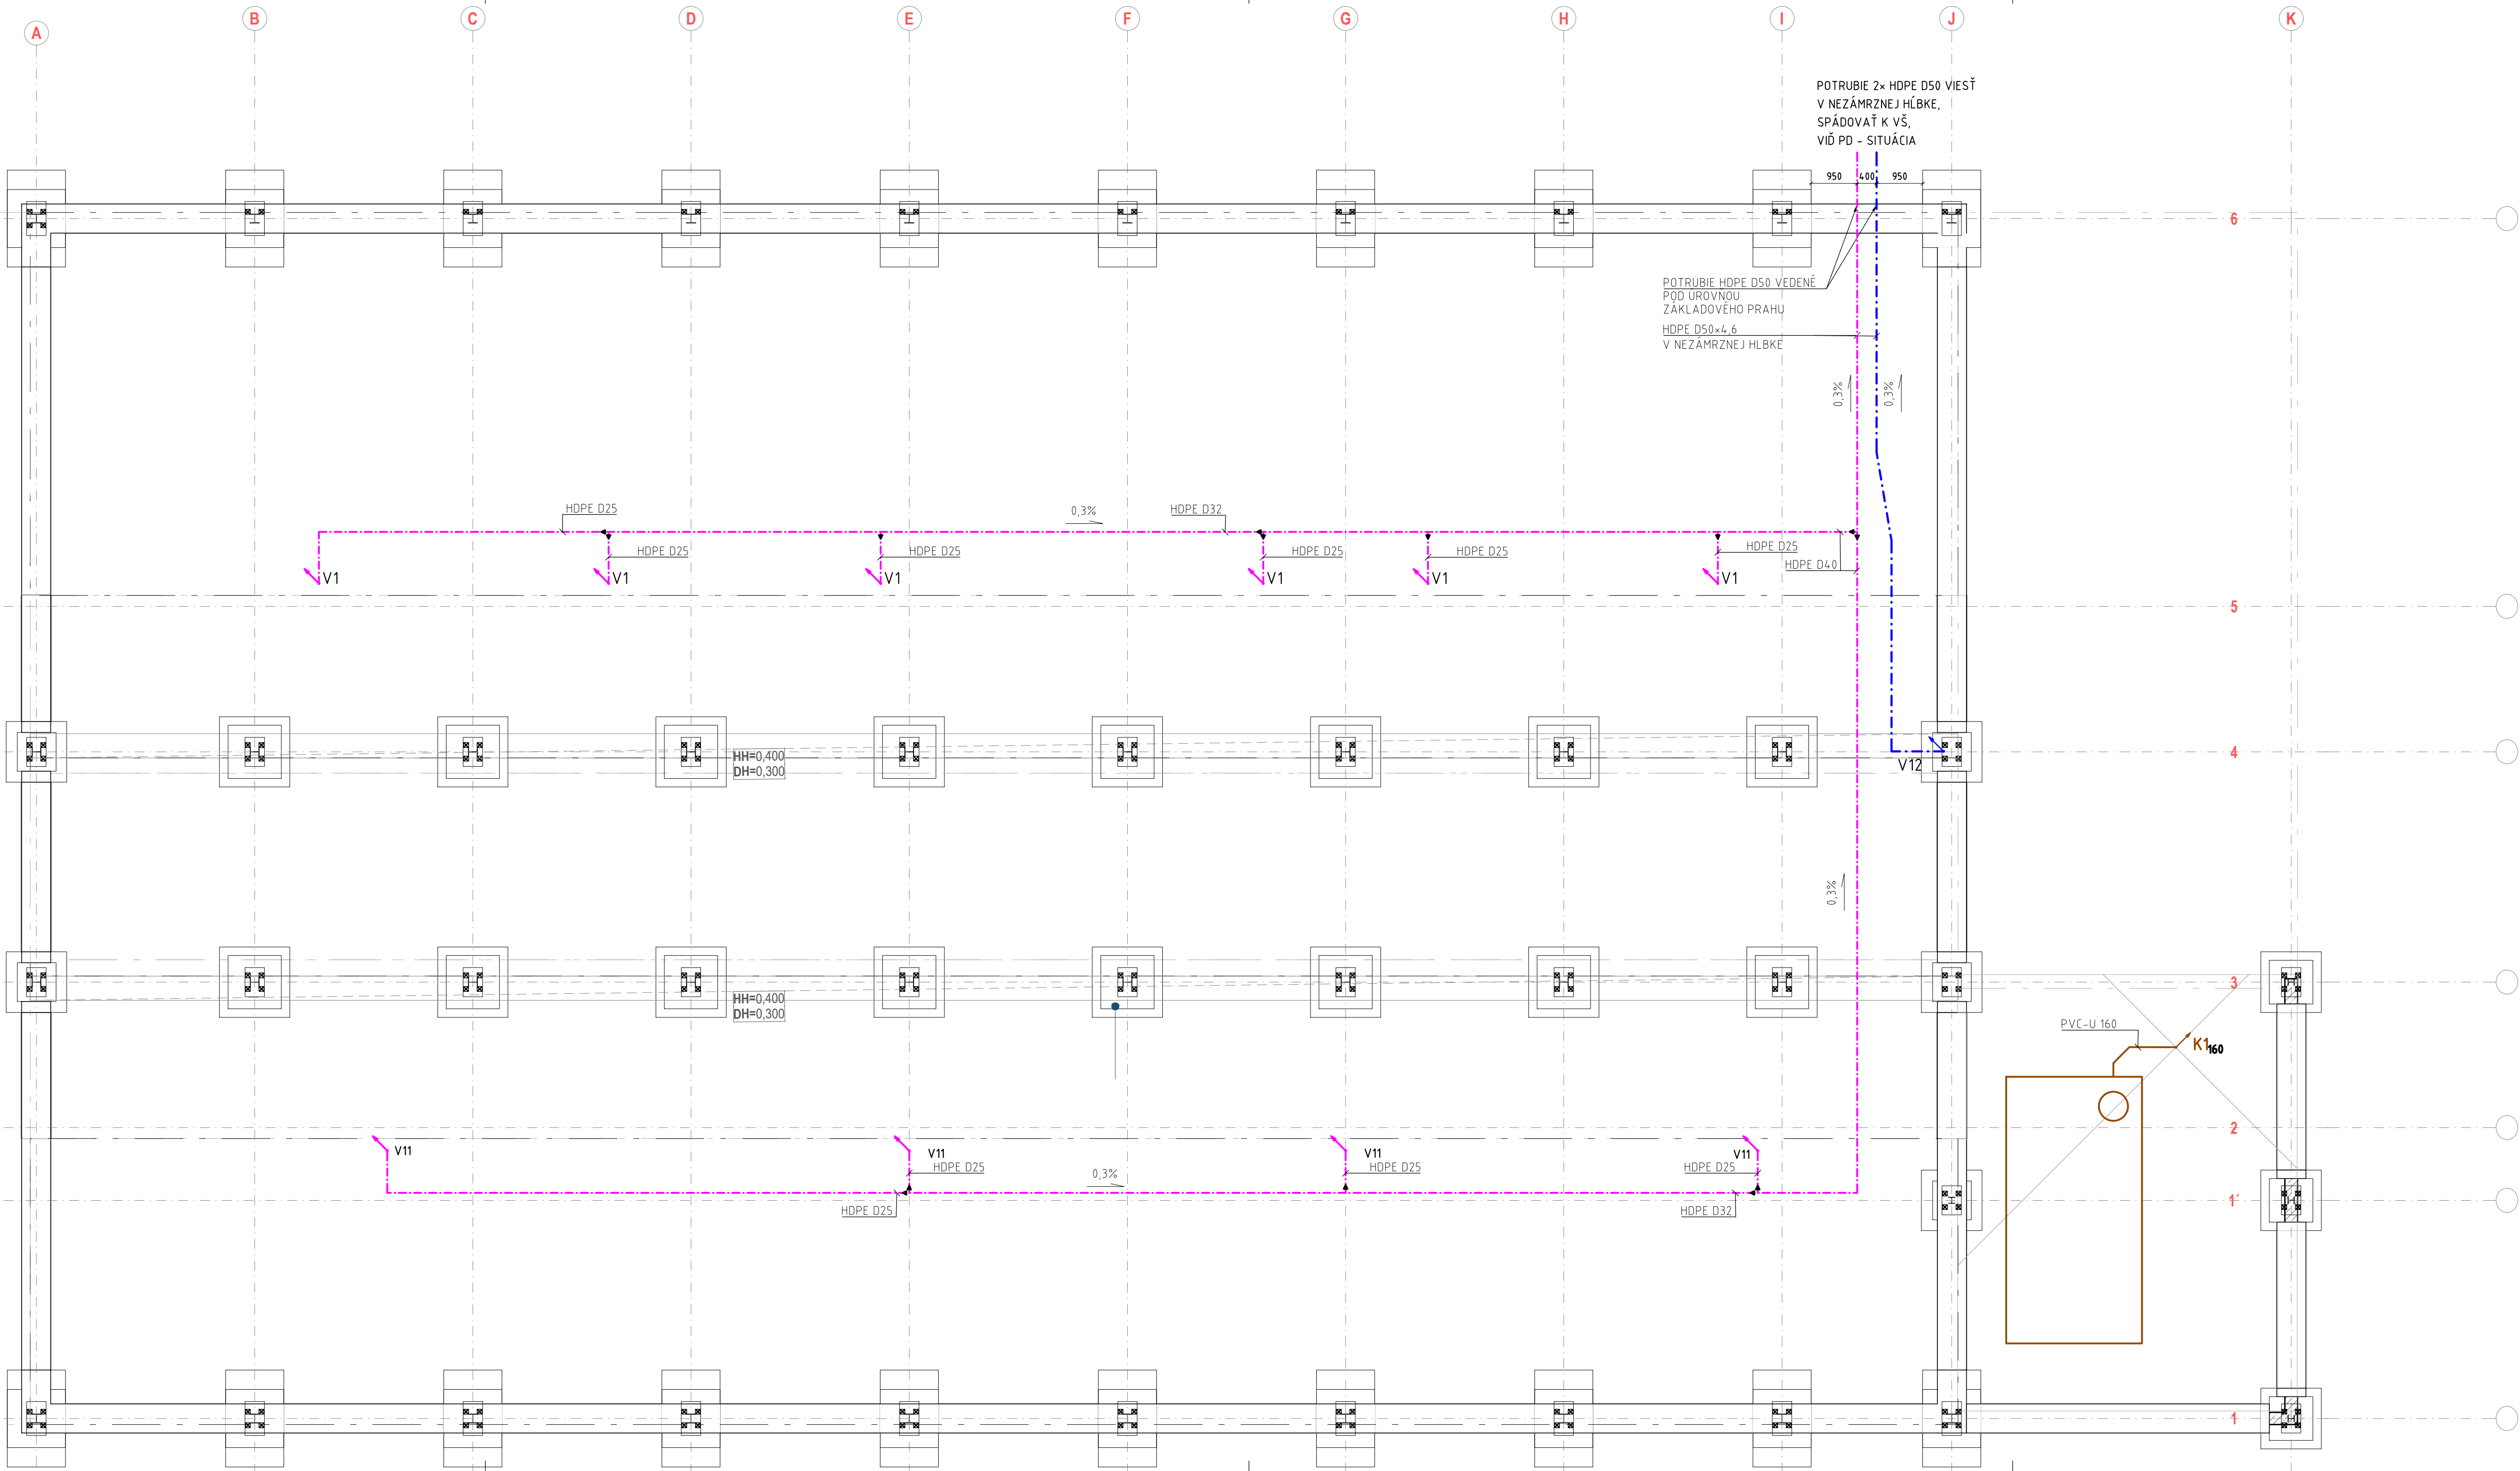 A
B
C
D
E
F
G
H
I
J
K
POTRUBIE 2× HDPE D50 VIESŤ
V NEZÁMRZNEJ HĹBKE,
SPÁDOVAŤ K VŠ,
VIĎ PD – SITUÁCIA
950
400
950
6
POTRUBIE HDPE D50 VEDENÉ
POD ÚROVNOU
ZÁKLADOVÉHO PRAHU
HDPE D50×4,6
V NEZÁMRZNEJ HLBKE
0,3%
0,3%
HDPE D25
0,3%
HDPE D32
HDPE D25
HDPE D25
HDPE D25
HDPE D25
HDPE D25
HDPE D40
V1
V1
V1
V1
V1
V1
5
HH=0,400
DH=0,300
V12
4
0,3%
3
HH=0,400
DH=0,300
PVC-U 160
K1160
2
V11
V11
V11
V11
HDPE D25
HDPE D25
HDPE D25
0,3%
HDPE D25
HDPE D32
1´
1